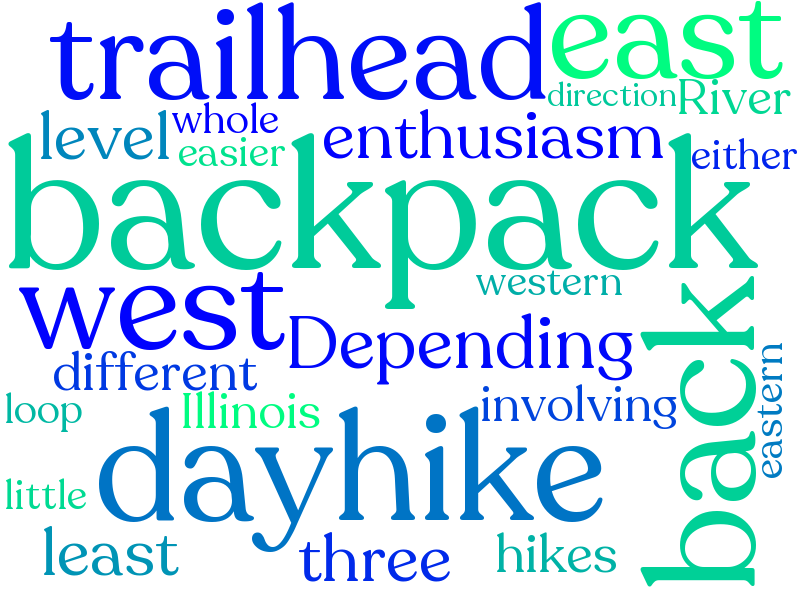 trailhead
east
direction
River
level
whole
easier
enthusiasm
either
backpack
western
west
Depending
back
eastern
different
loop
Illinois
involving
dayhike
little
least
three
hikes